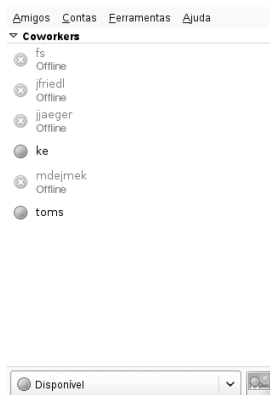 Amigos Contas Ferramentas Ajuda
Coworkers
fs
Offline
jfriedl
Offline
jjaeger
Offline
ke
mdejmek
Offline
toms
Disponível